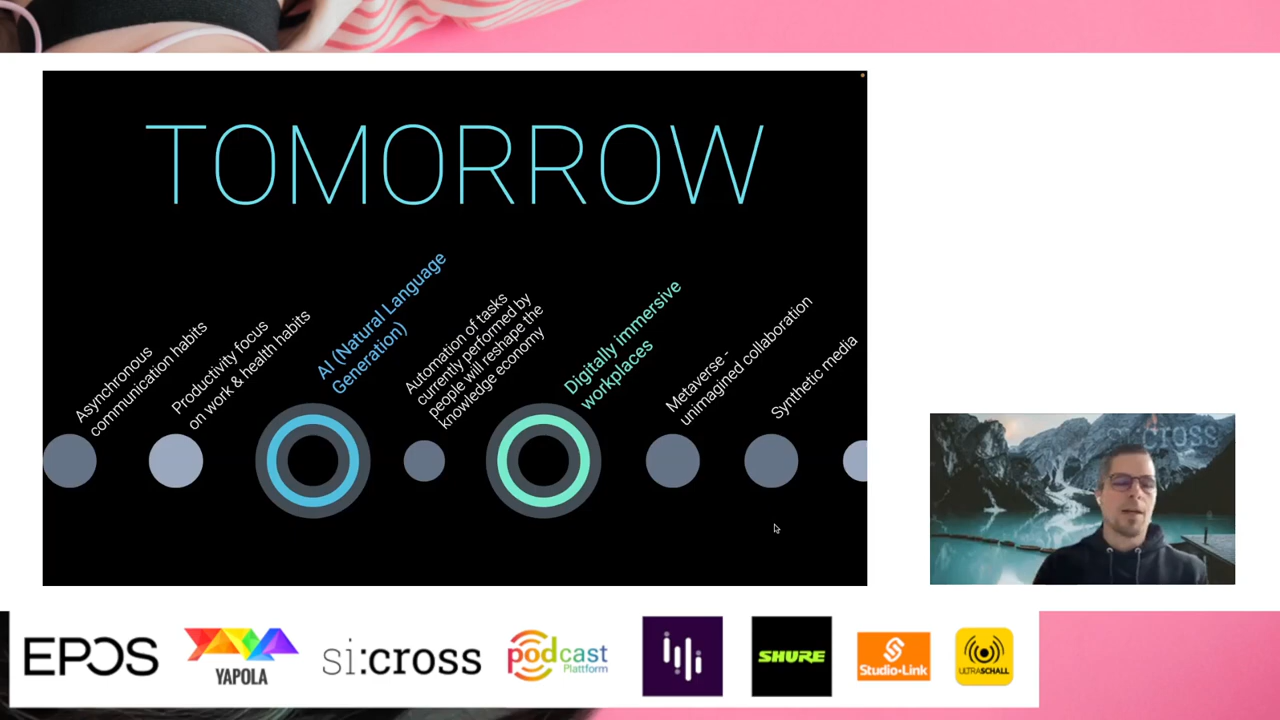 TOMORROW
Asynchronous
communication habits
Productivity focus
on work & health habits
AI (Natural Language
Generation)
Automation of tasks
currently performed by
people will reshape the
knowledge economy
Digitally immersive
workplaces
Metaverse -
unimagined collaboration
Synthetic media
si:cross
EPOS
YAPOLA
si:cross
podcast
Plattform
SHURE
Studio-Link
ULTRASCHALL